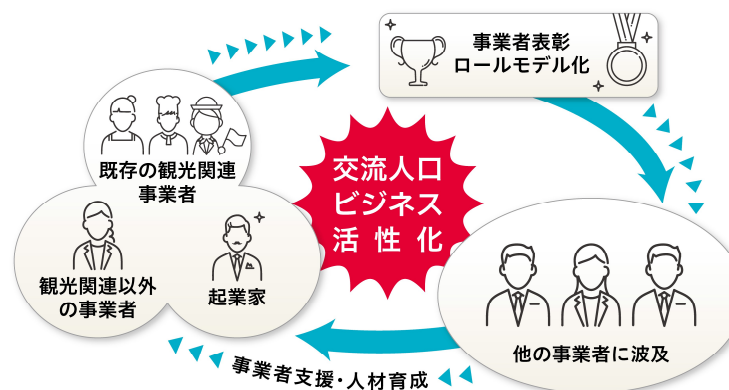 事業者表彰
ロールモデル化
既存の観光関連
事業者
交流人口
ビジネス
活性化
観光関連以外
の事業者
起業家
他の事業者に波及
事業者支援・人材育成